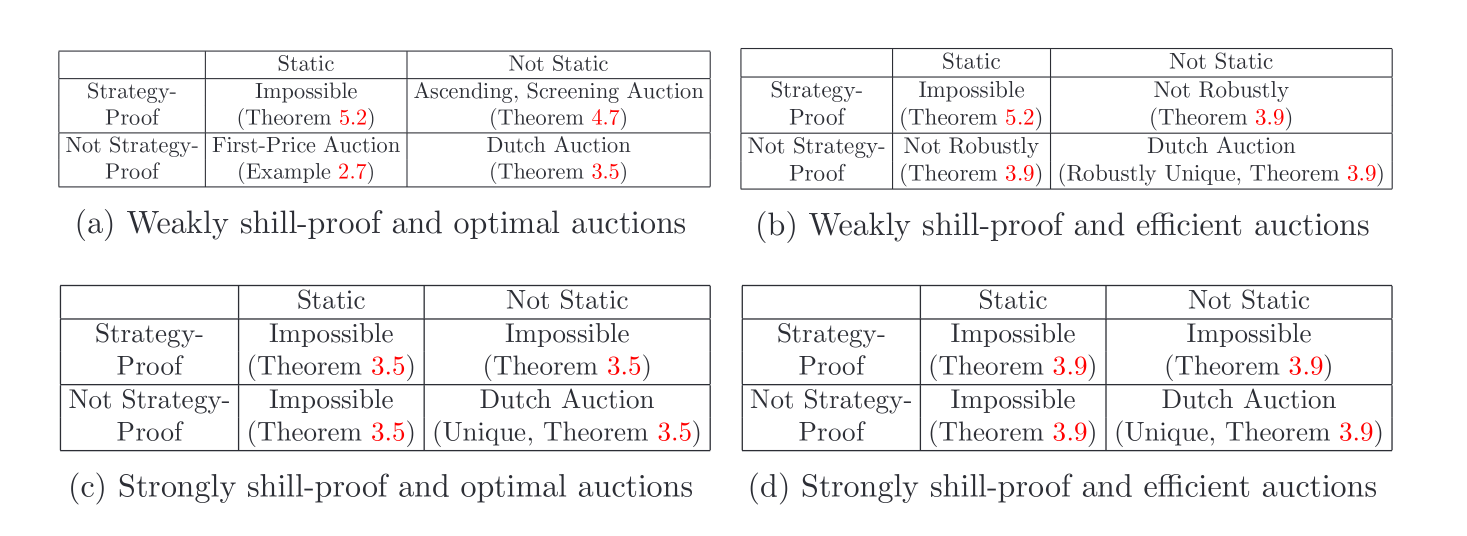 Static Not Static
Strategy- Impossible Ascending, Screening Auction
Proof (Theorem 5.2) (Theorem 4.7)
Not Strategy- First-Price Auction Dutch Auction
Proof (Example 2.7) (Theorem 3.5)
(a) Weakly shill-proof and optimal auctions
Static Not Static
Strategy- Impossible Not Robustly
Proof (Theorem 5.2) (Theorem 3.9)
Not Strategy- Not Robustly Dutch Auction
Proof (Theorem 3.9) (Robustly Unique, Theorem 3.9)
(b) Weakly shill-proof and efficient auctions
Static Not Static
Strategy- Impossible Impossible
Proof (Theorem 3.5) (Theorem 3.5)
Not Strategy- Impossible Dutch Auction
Proof (Theorem 3.5) (Unique, Theorem 3.5)
(c) Strongly shill-proof and optimal auctions
Static Not Static
Strategy- Impossible Impossible
Proof (Theorem 3.9) (Theorem 3.9)
Not Strategy- Impossible Dutch Auction
Proof (Theorem 3.9) (Unique, Theorem 3.9)
(d) Strongly shill-proof and efficient auctions